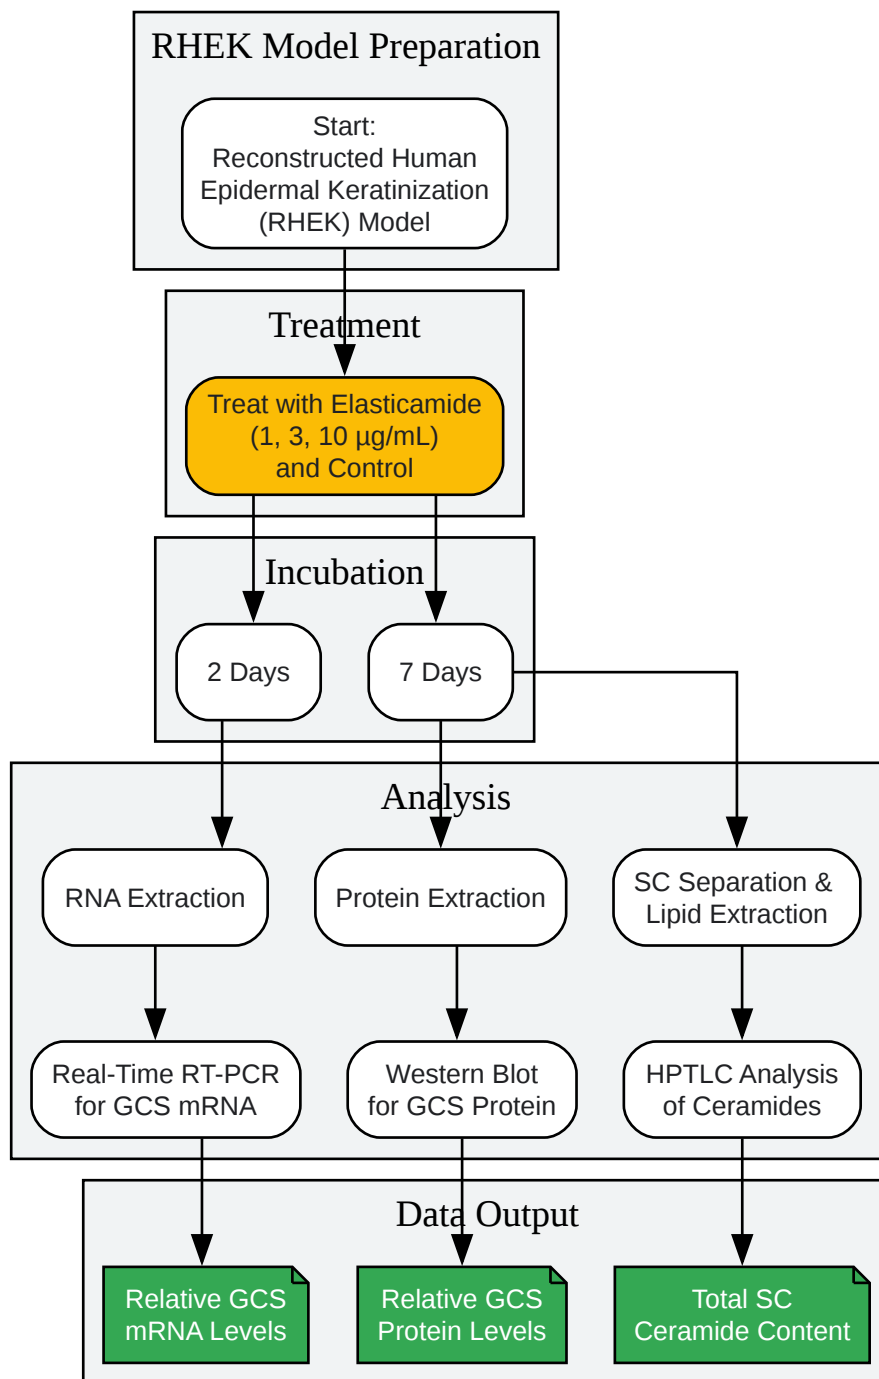 RHEK Model Preparation
Start:
Reconstructed Human
Epidermal Keratinization
(RHEK) Model
Treatment
Treat with Elasticamide
(1, 3, 10 µg/mL)
and Control
Incubation
2 Days
7 Days
Analysis
RNA Extraction
Protein Extraction
SC Separation &
Lipid Extraction
Real-Time RT-PCR
for GCS mRNA
Western Blot
for GCS Protein
HPTLC Analysis
of Ceramides
Data Output
Relative GCS
mRNA Levels
Relative GCS
Protein Levels
Total SC
Ceramide Content